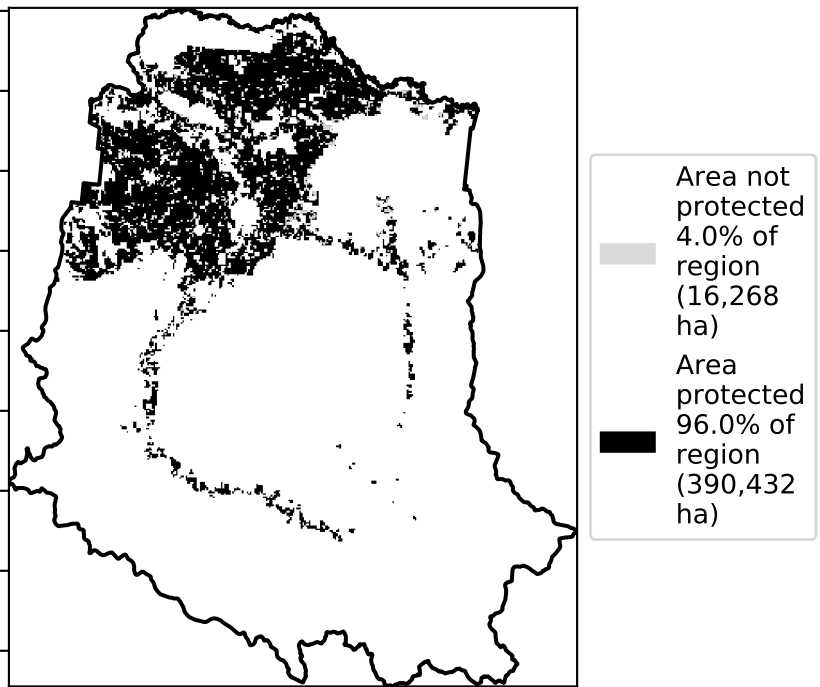 Area not
protected
4.0% of
region
(16,268
ha)
Area
protected
96.0% of
region
(390,432
ha)